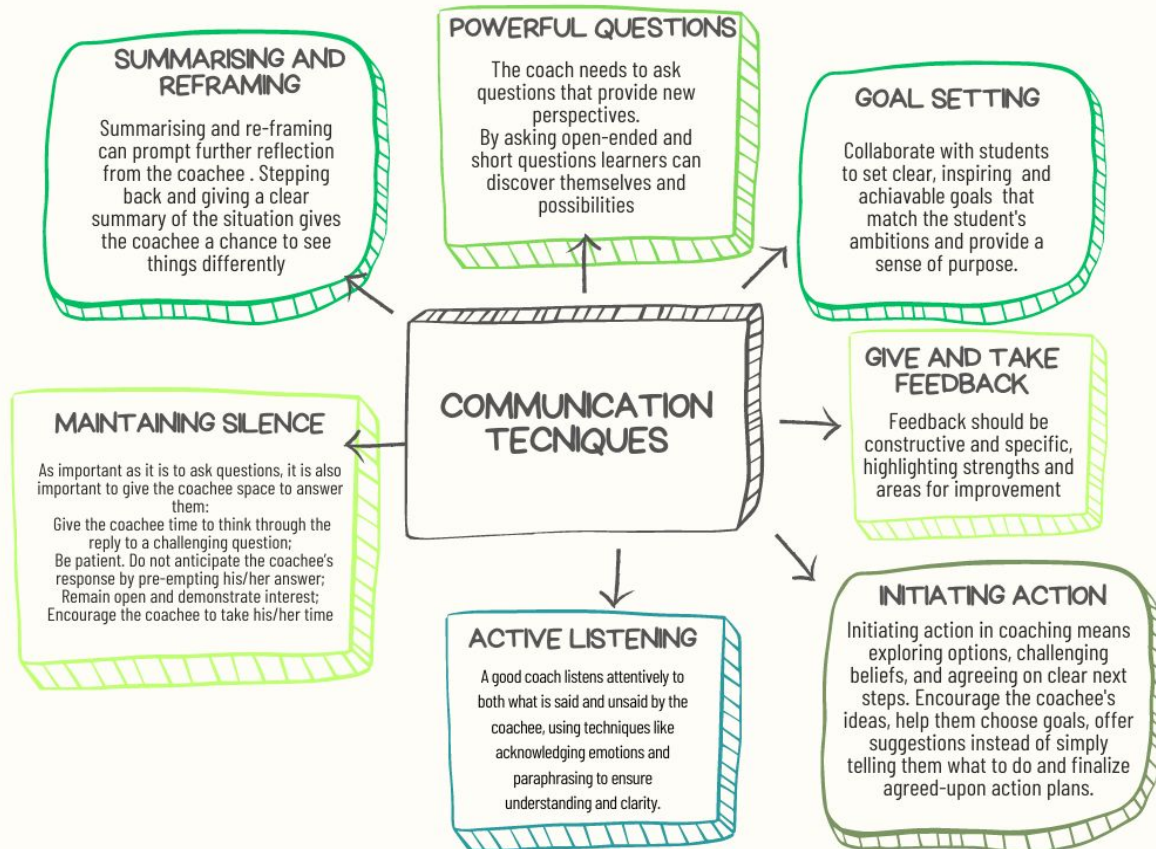 SUMMARISING AND
REFRAMING
Summarising and re-framing
can prompt further reflection
from the coachee . Stepping
back and giving a clear
summary of the situation gives
the coachee a chance to see
things differently
POWERFUL QUESTIONS
The coach needs to ask
questions that provide new
perspectives.
By asking open-ended and
short questions learners can
discover themselves and
possibilities
GOAL SETTING
Collaborate with students
to set clear, inspiring and
achiavable goals that
match the student's
ambitions and provide a
sense of purpose.
COMMUNICATION
TECNIQUES
GIVE AND TAKE
FEEDBACK
Feedback should be
constructive and specific,
highlighting strengths and
areas for improvement
MAINTAINING SILENCE
As important as it is to ask questions, it is also
important to give the coachee space to answer
them:
Give the coachee time to think through the
reply to a challenging question;
Be patient. Do not anticipate the coachee’s
response by pre-empting his/her answer;
Remain open and demonstrate interest;
Encourage the coachee to take his/her time
ACTIVE LISTENING
A good coach listens attentively to
both what is said and unsaid by the
coachee, using techniques like
acknowledging emotions and
paraphrasing to ensure
understanding and clarity.
INITIATING ACTION
Initiating action in coaching means
exploring options, challenging
beliefs, and agreeing on clear next
steps. Encourage the coachee's
ideas, help them choose goals, offer
suggestions instead of simply
telling them what to do and finalize
agreed-upon action plans.